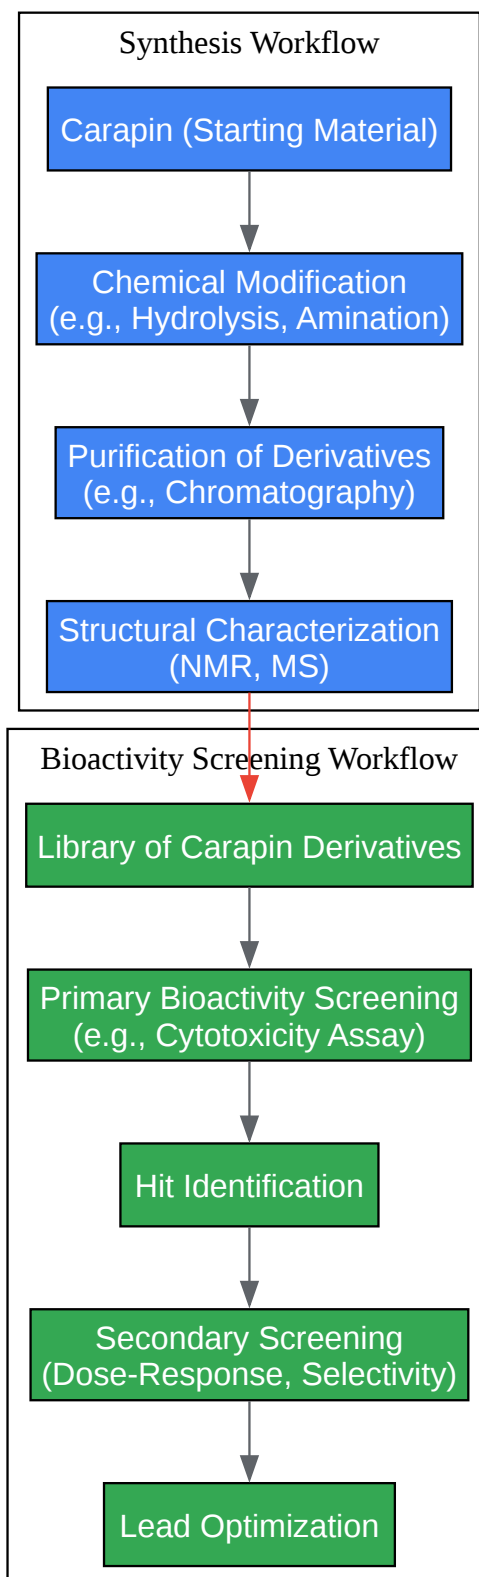 Synthesis Workflow
Carapin (Starting Material)
Chemical Modification
(e.g., Hydrolysis, Amination)
Purification of Derivatives
(e.g., Chromatography)
Structural Characterization
(NMR, MS)
Bioactivity Screening Workflow
Library of Carapin Derivatives
Primary Bioactivity Screening
(e.g., Cytotoxicity Assay)
Hit Identification
Secondary Screening
(Dose-Response, Selectivity)
Lead Optimization